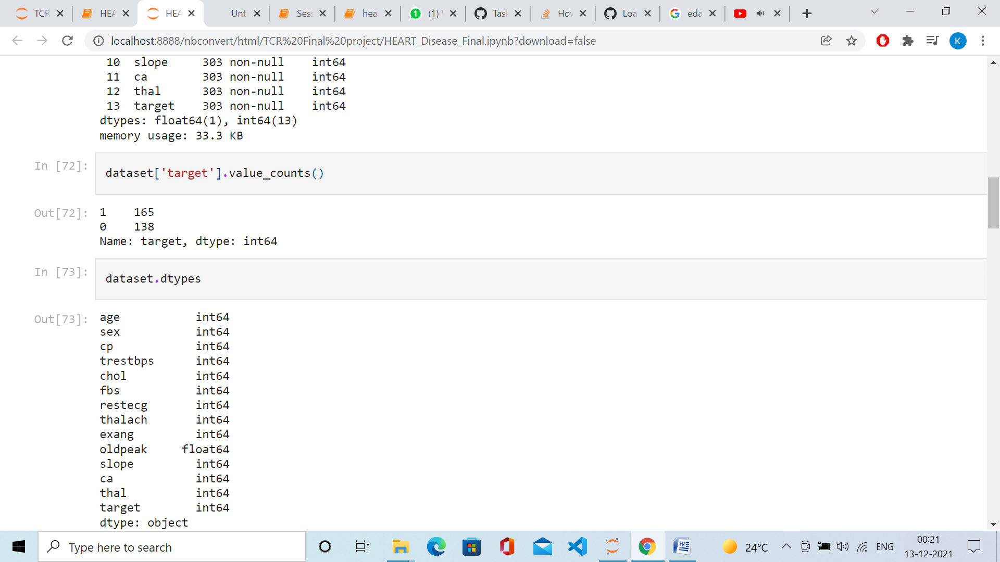 TCR HEA HEA Unt Ses hea (1) Task How Loa eda
localhost:8888/nbconvert/html/TCR%20Final%20project/HEART_Disease_Final.ipynb?download=false K
10 slope 303 non-null int64
11 ca 303 non-null int64
12 thal 303 non-null int64
13 target 303 non-null int64
dtypes: float64(1), int64(13)
memory usage: 33.3 KB
In [72]: dataset['target'].value_counts()
Out[72]: 1 165
0 138
Name: target, dtype: int64
In [73]: dataset.dtypes
Out[73]: age int64
sex int64
cp int64
trestbps int64
chol int64
fbs int64
restecg int64
thalach int64
exang int64
oldpeak float64
slope int64
ca int64
thal int64
target int64
dtype: object
Type here to search 24°C ENG 00:21
13-12-2021